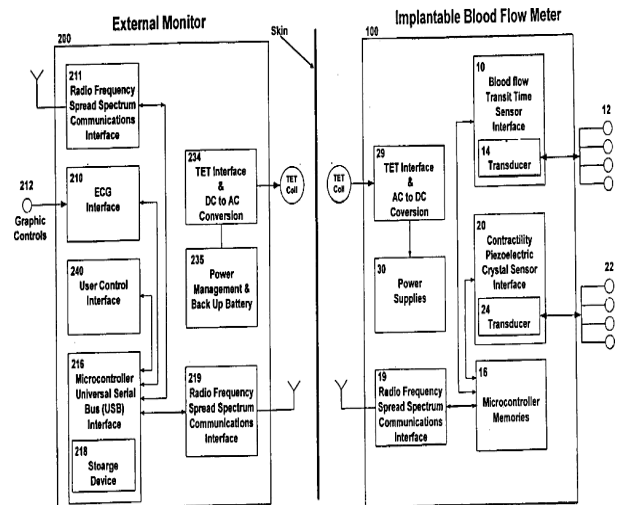 External Monitor
Implantable Blood Flow Meter
Skin
200
211
Radio Frequency
Spread Spectrum
Communications
Interface
210
ECG
Interface
212
Graphic
Controls
240
User Control
Interface
216
Microcontroller
Universal Serial
Bus (USB)
Interface
218
Stoarge
Device
234
TET Interface
&
DC to AC
Conversion
TET
Coil
235
Power
Management &
Back Up Battery
219
Radio Frequency
Spread Spectrum
Communications
Interface
100
TET
Coil
29
TET Interface
&
AC to DC
Coversion
30
Power
Supplies
19
Radio Frequency
Spread Spectrum
Communications
Interface
10
Blood flow
Transit Time
Sensor
Interface
14
Transducer
12
20
Contractility
Piezoelectric
Crystal Sensor
Interface
24
Transducer
22
16
Microcontroller
Memories